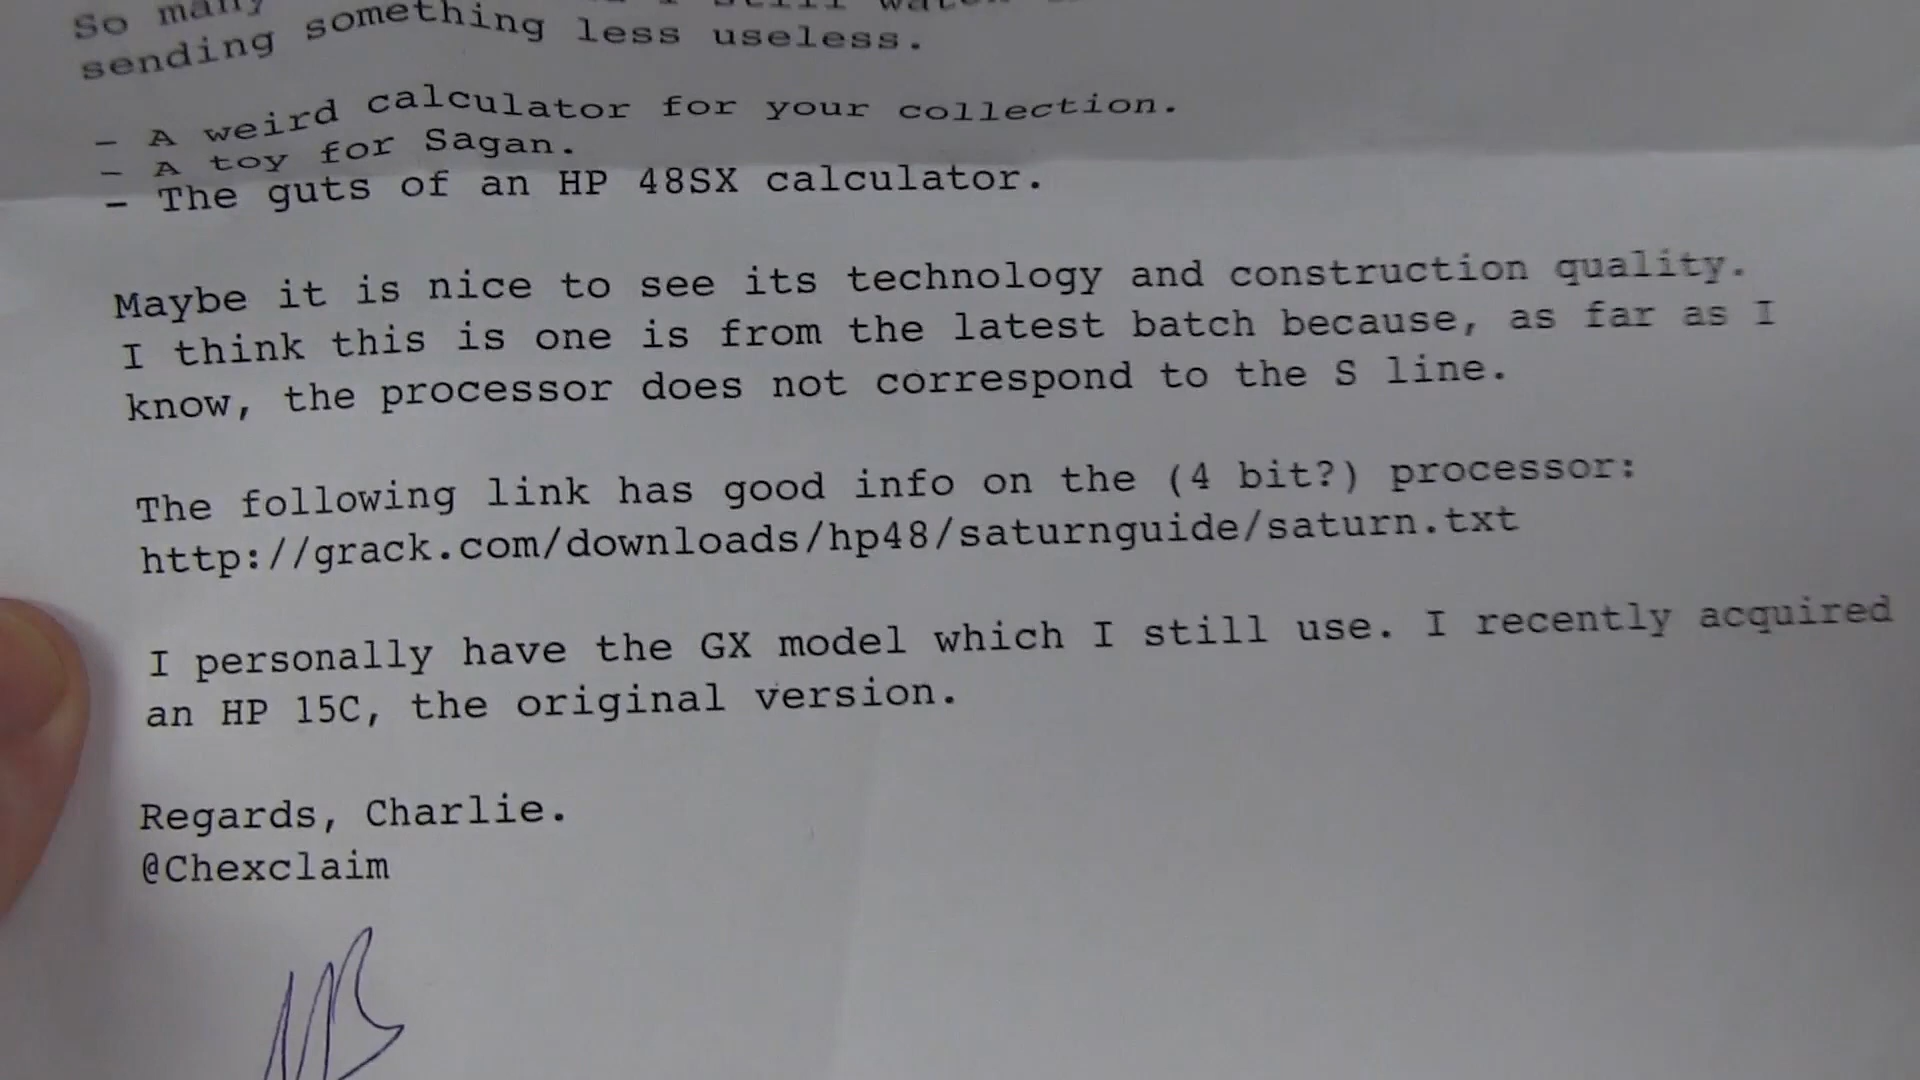 So many I still
sending something less useless.
- A weird calculator for your collection.
- A toy for Sagan.
- The guts of an HP 48SX calculator.
Maybe it is nice to see its technology and construction quality.
I think this is one is from the latest batch because, as far as I
know, the processor does not correspond to the S line.
The following link has good info on the (4 bit?) processor:
http://grack.com/downloads/hp48/saturnguide/saturn.txt
I personally have the GX model which I still use. I recently acquired
an HP 15C, the original version.
Regards, Charlie.
@Chexclaim